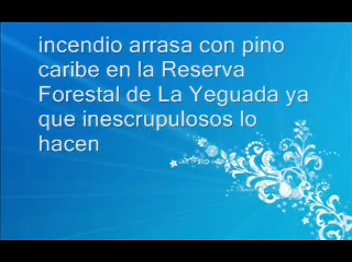 incendio arrasa con pino
caribe en la Reserva
Forestal de La Yeguada ya
que inescrupulosos lo
hacen